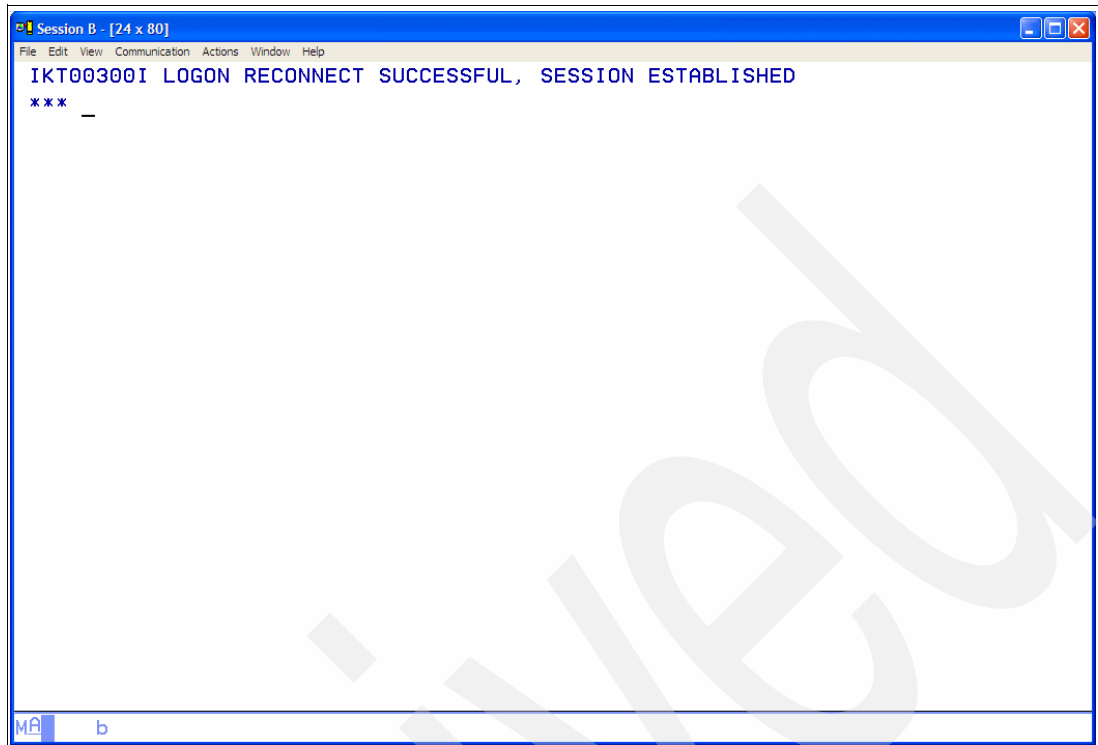 Session B - [24 x 80]
File Edit View Communication Actions Window Help
IKT00300I LOGON RECONNECT SUCCESSFUL, SESSION ESTABLISHED
*** _
MA b